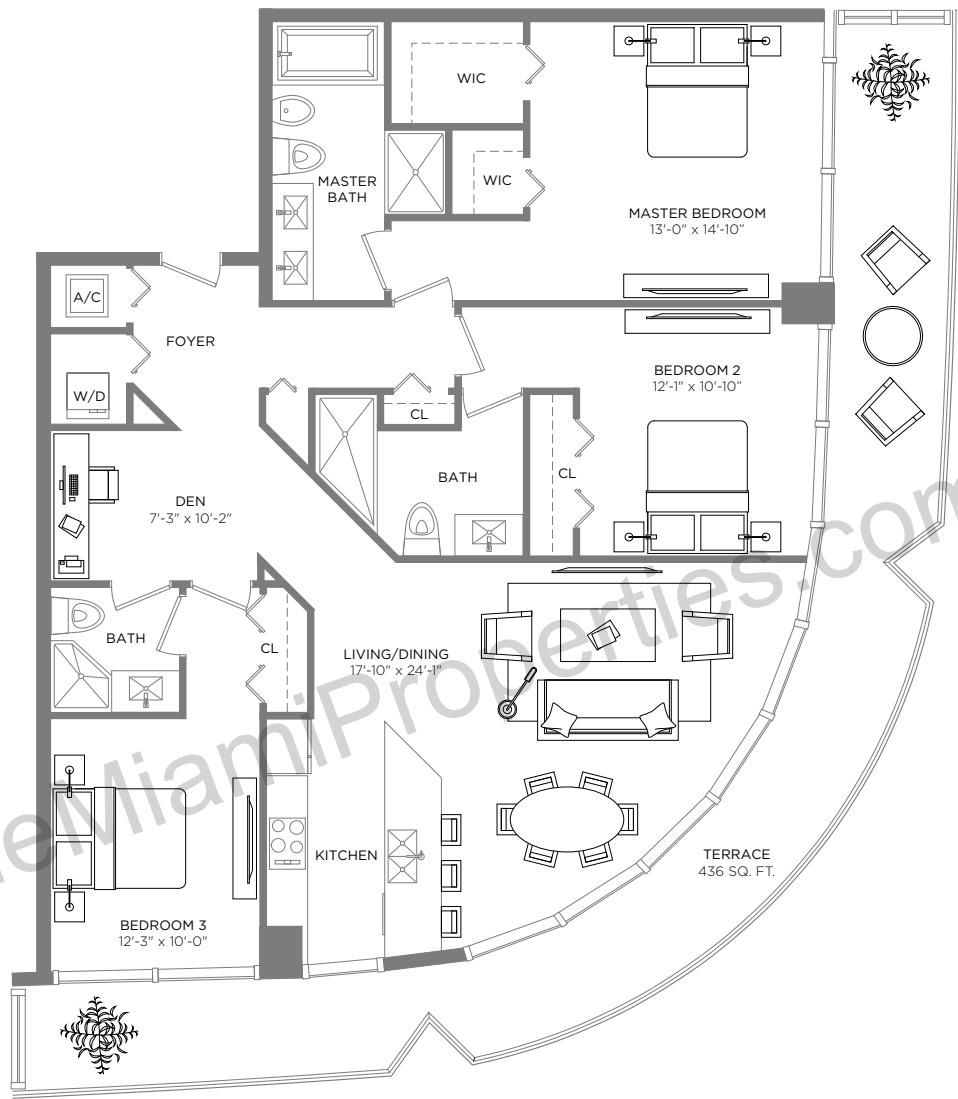 WIC
WIC
MASTER
BATH
MASTER BEDROOM
13'-0" x 14'-10"
A/C
FOYER
W/D
BEDROOM 2
12'-1" x 10'-10"
CL
BATH
CL
DEN
7'-3" x 10'-2"
BATH
CL
LIVING/DINING
17'-10" x 24'-1"
KITCHEN
TERRACE
436 SQ. FT.
BEDROOM 3
12'-3" x 10'-0"
eMiamiProperties.com